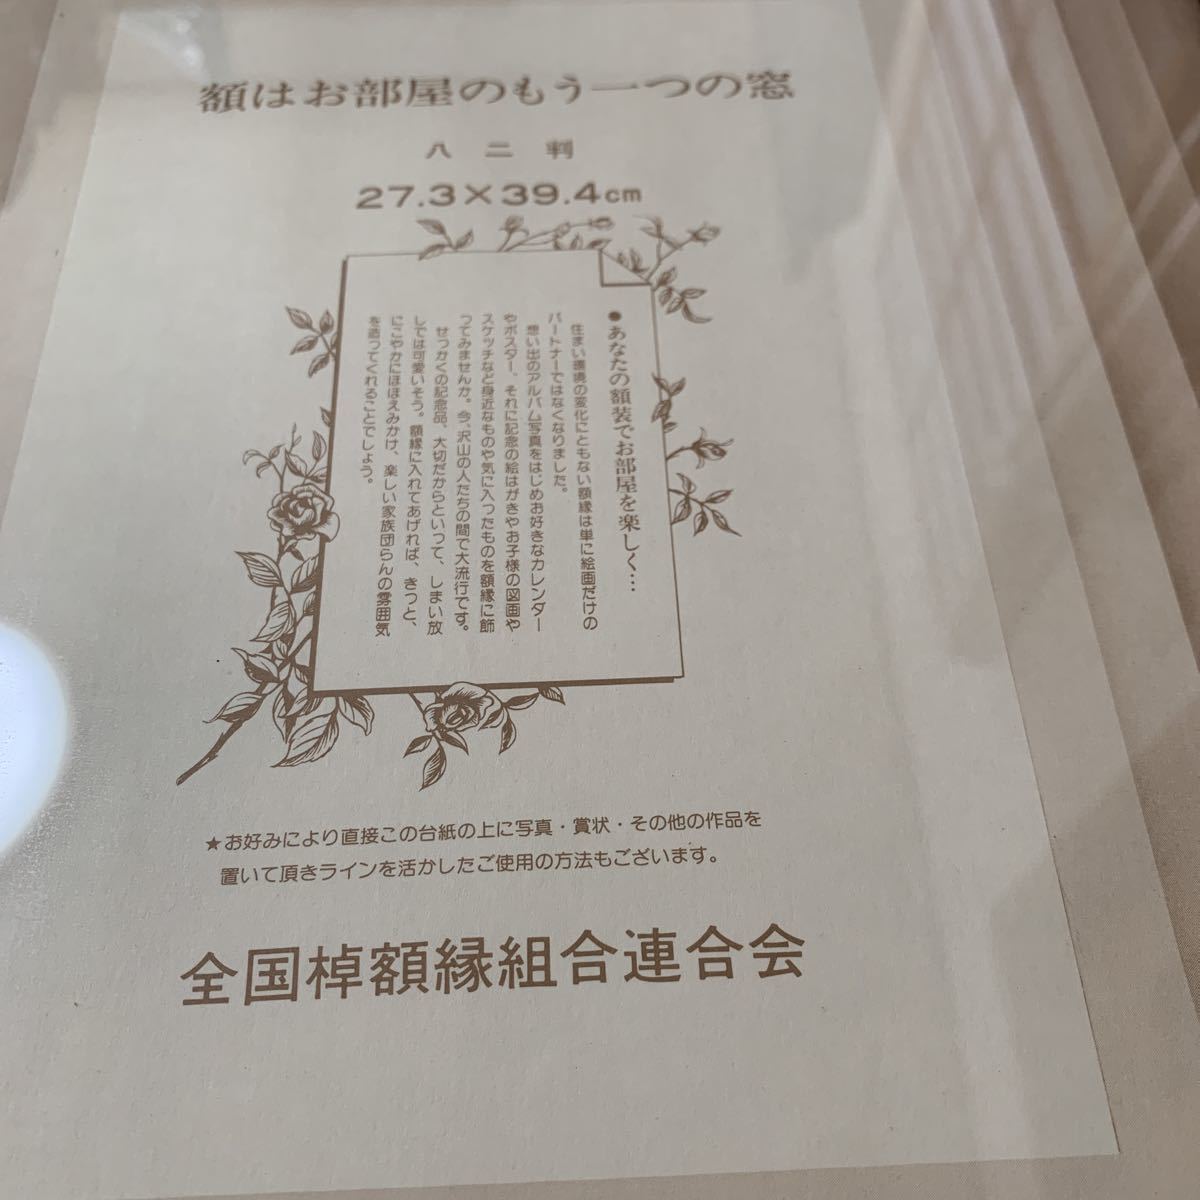 額はお部屋のもう一つの窓
八二判
27.3×39.4cm
●あなたの額装でお部屋を楽しく…
住まい環境の変化にともない額縁は単に絵画だけの
パートナーではなくなりました。
想い出のアルバム写真をはじめお好きなカレンダー
やポスター、それに記念の絵はがきやお子様の図画や
スケッチなど身近なものや気に入ったものを額縁に飾
ってみませんか。今、沢山の人たちの間で大流行です。
せっかくの記念品、大切だからといって、しまい放
しでは可愛いそう。額縁に入れてあげれば、きっと、
にこやかにほほえみかけ、楽しい家族団らんの雰囲気
を造ってくれることでしょう。
★お好みにより直接この台紙の上に写真・賞状・その他の作品を
置いて頂きラインを活かしたご使用の方法もございます。
全国棹額縁組合連合会